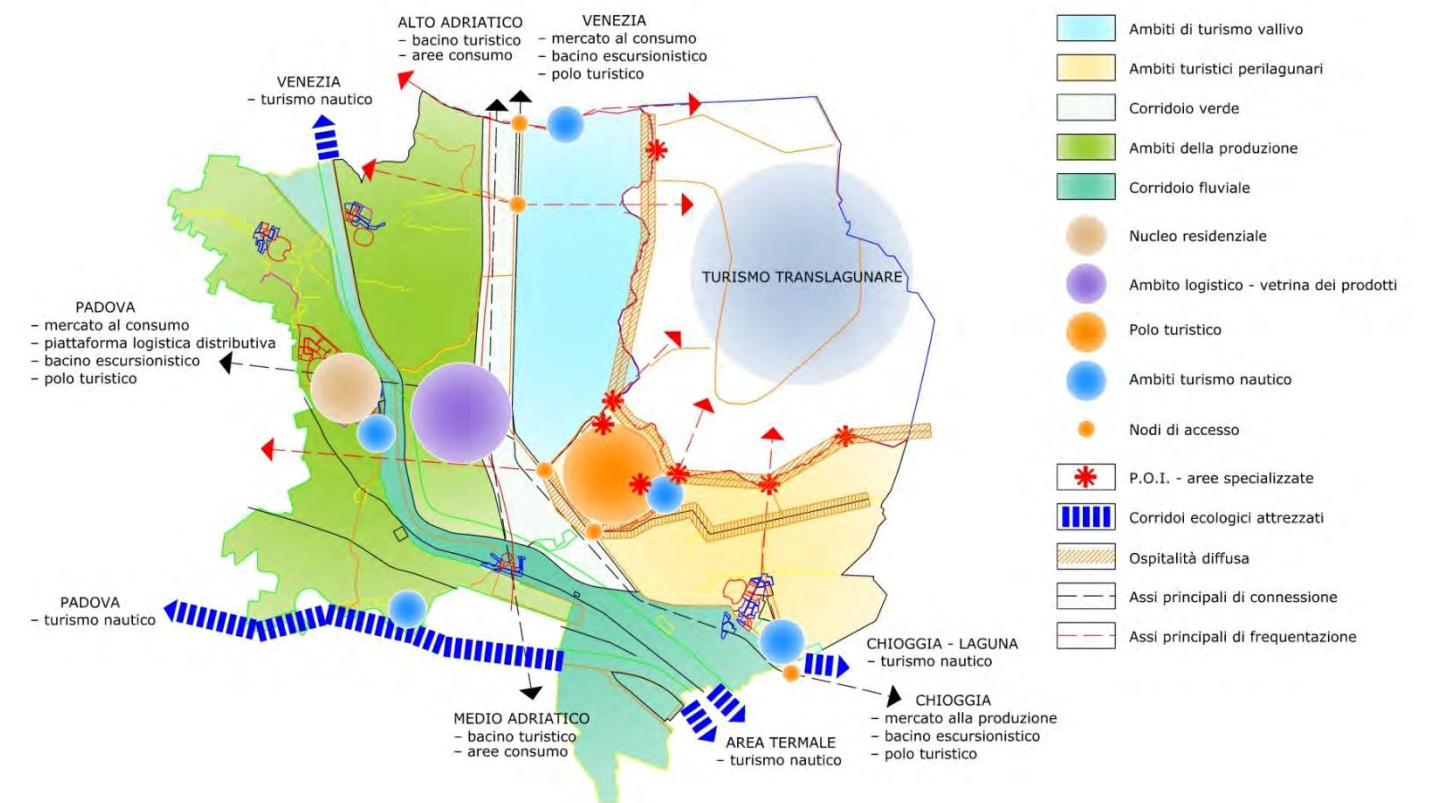 ALTO ADRIATICO
– bacino turistico
– aree consumo
VENEZIA
– mercato al consumo
– bacino escursionistico
– polo turistico
VENEZIA
– turismo nautico
TURISMO TRANSLAGUNARE
PADOVA
– mercato al consumo
– piattaforma logistica distributiva
– bacino escursionistico
– polo turistico
PADOVA
– turismo nautico
MEDIO ADRIATICO
– bacino turistico
– aree consumo
AREA TERMALE
– turismo nautico
CHIOGGIA - LAGUNA
– turismo nautico
CHIOGGIA
– mercato alla produzione
– bacino escursionistico
– polo turistico
Ambiti di turismo vallivo
Ambiti turistici perilagunari
Corridoio verde
Ambiti della produzione
Corridoio fluviale
Nucleo residenziale
Ambito logistico - vetrina dei prodotti
Polo turistico
Ambiti turismo nautico
Nodi di accesso
P.O.I. - aree specializzate
Corridoi ecologici attrezzati
Ospitalità diffusa
Assi principali di connessione
Assi principali di frequentazione